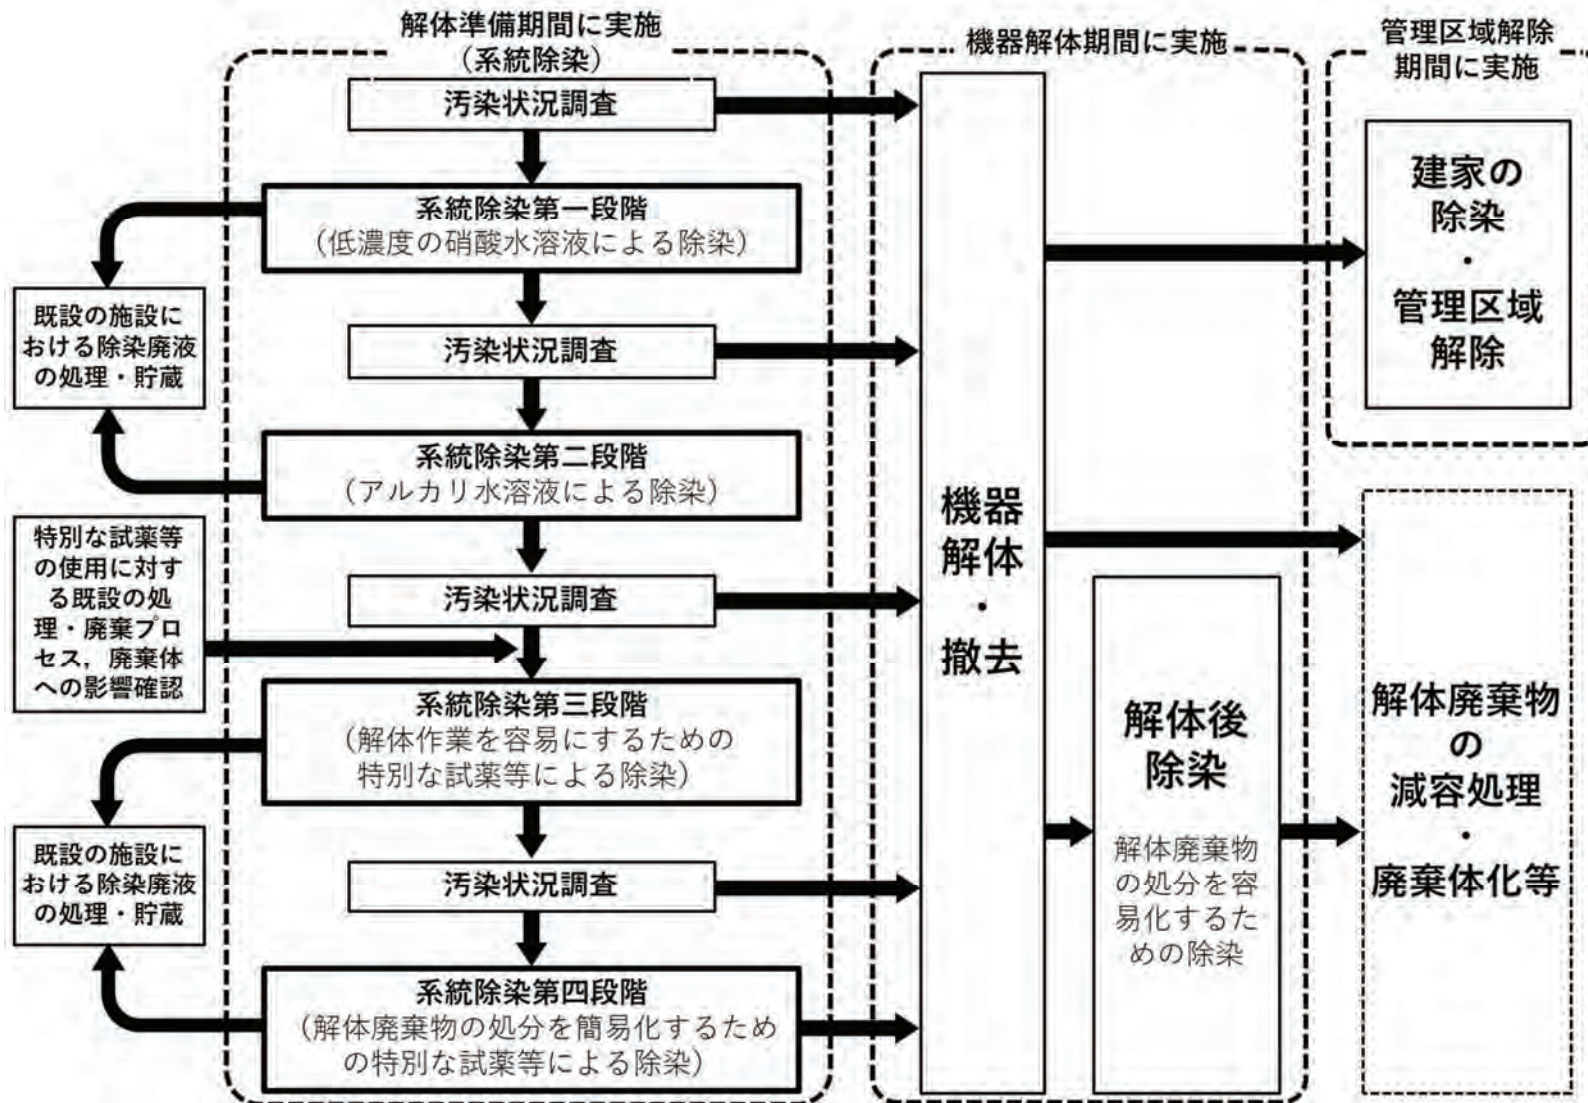 解体準備期間に実施
(系統除染)
汚染状況調査
系統除染第一段階
(低濃度の硝酸水溶液による除染)
汚染状況調査
系統除染第二段階
(アルカリ水溶液による除染)
汚染状況調査
系統除染第三段階
(解体作業を容易にするための
特別な試薬等による除染)
汚染状況調査
系統除染第四段階
(解体廃棄物の処分を簡易化するため
の特別な試薬等による除染)
既設の施設に
おける除染廃液
の処理・貯蔵
特別な試薬等
の使用に対す
る既設の処
理・廃棄プロ
セス，廃棄体
への影響確認
既設の施設に
おける除染廃液
の処理・貯蔵
機器解体期間に実施
機器
解体
・
撤去
解体後
除染
解体廃棄物
の処分を容
易化するた
めの除染
管理区域解除
期間に実施
建家の
除染
・
管理区域
解除
解体廃棄物
の
減容処理
・
廃棄体化等